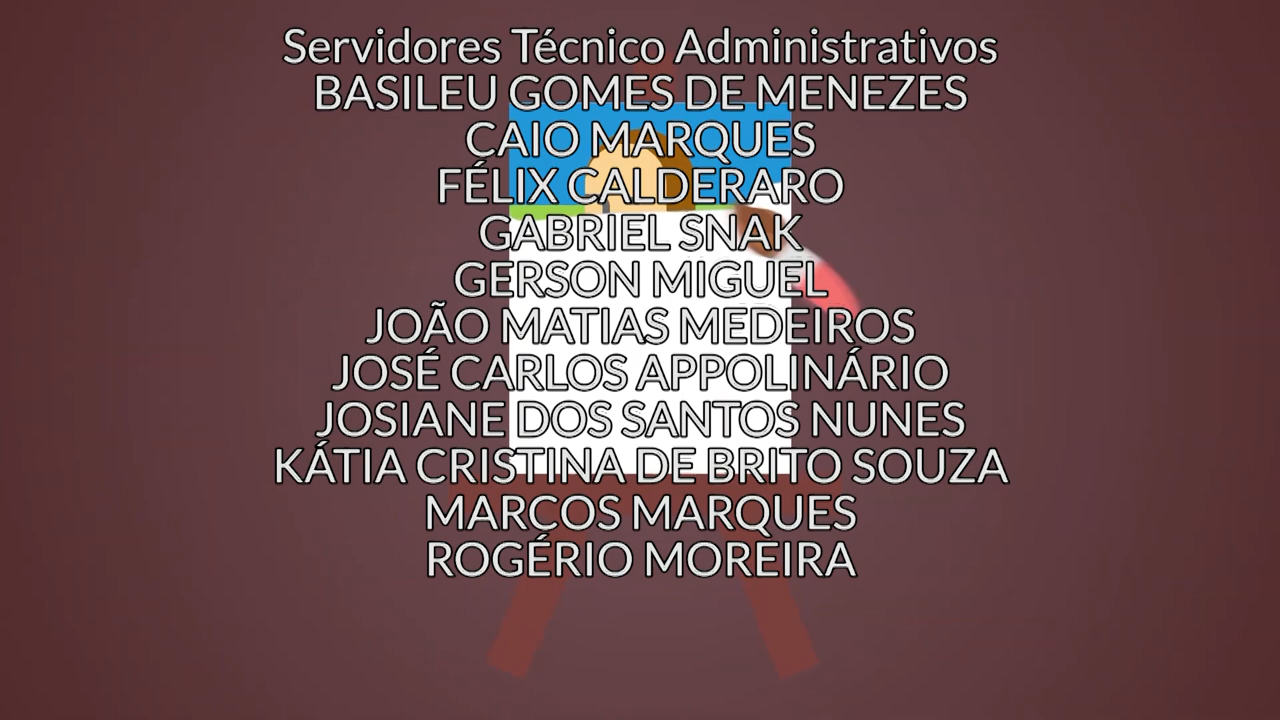 Servidores Técnico Administrativos
BASILEU GOMES DE MENEZES
CAIO MARQUES
FÉLIX CALDERARO
GABRIEL SNAK
GERSON MIGUEL
JOÃO MATIAS MEDEIROS
JOSÉ CARLOS APPOLINÁRIO
JOSIANE DOS SANTOS NUNES
KÁTIA CRISTINA DE BRITO SOUZA
MARCOS MARQUES
ROGÉRIO MOREIRA